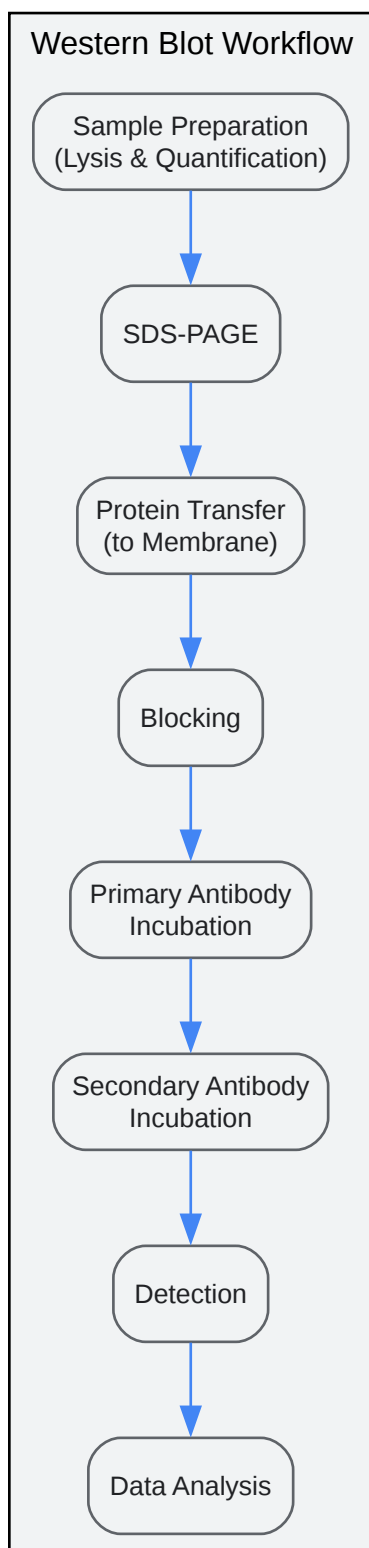 Western Blot Workflow
Sample Preparation
(Lysis & Quantification)
SDS-PAGE
Protein Transfer
(to Membrane)
Blocking
Primary Antibody
Incubation
Secondary Antibody
Incubation
Detection
Data Analysis